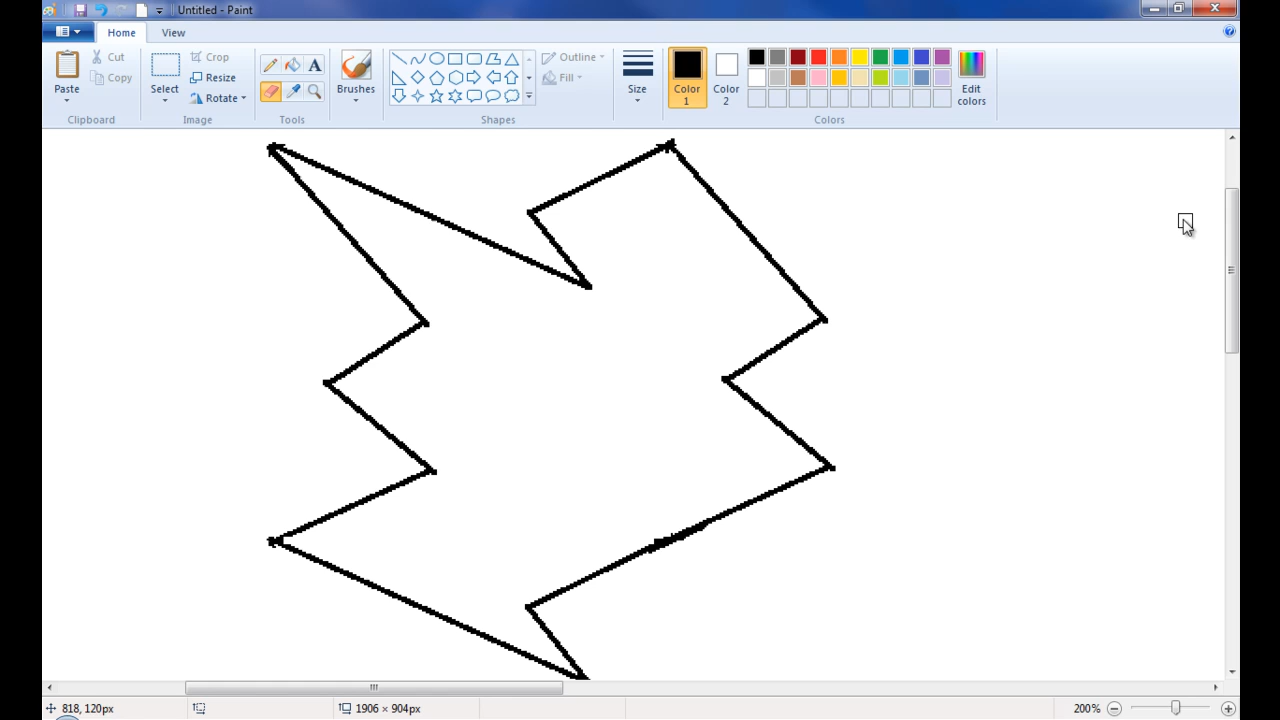 Untitled - Paint
Home View
Paste
Cut
Copy
Clipboard
Select
Crop
Resize
Rotate
Image
A
Tools
Brushes
Outline
Fill
Shapes
Size
Color 1
Color 2
Edit colors
Colors
818, 120px
1906 × 904px
200%